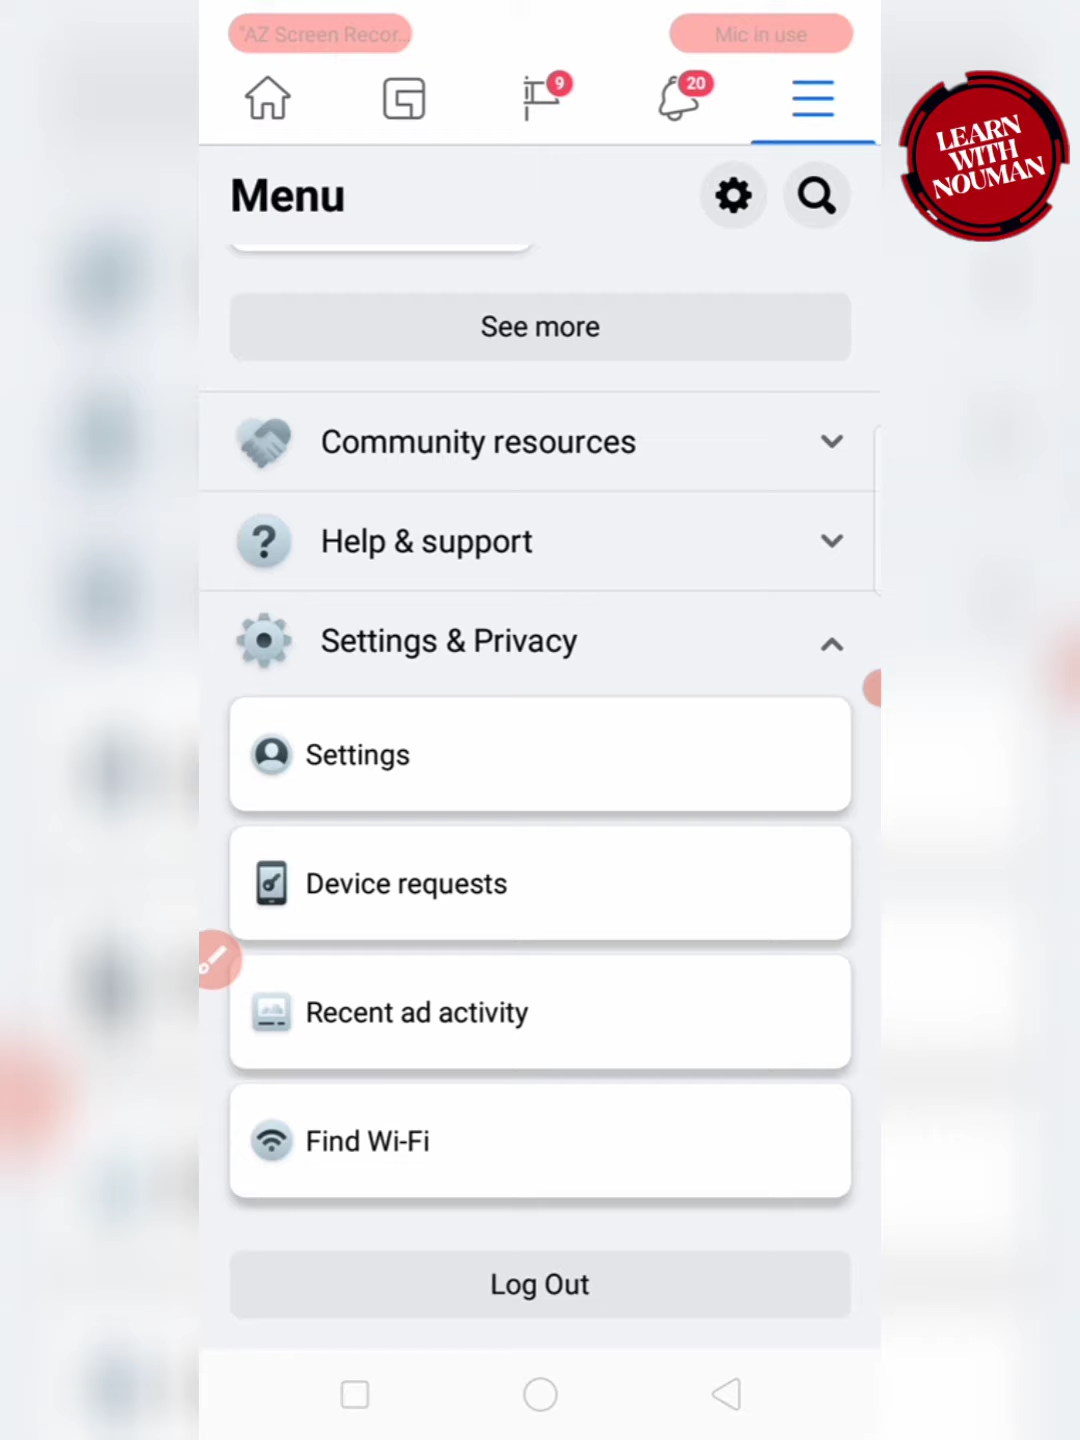 "AZ Screen Recor...
Mic in use
9
20
LEARN
WITH
NOUMAN
Menu
See more
Community resources
Help & support
Settings & Privacy
Settings
Device requests
Recent ad activity
Find Wi-Fi
Log Out